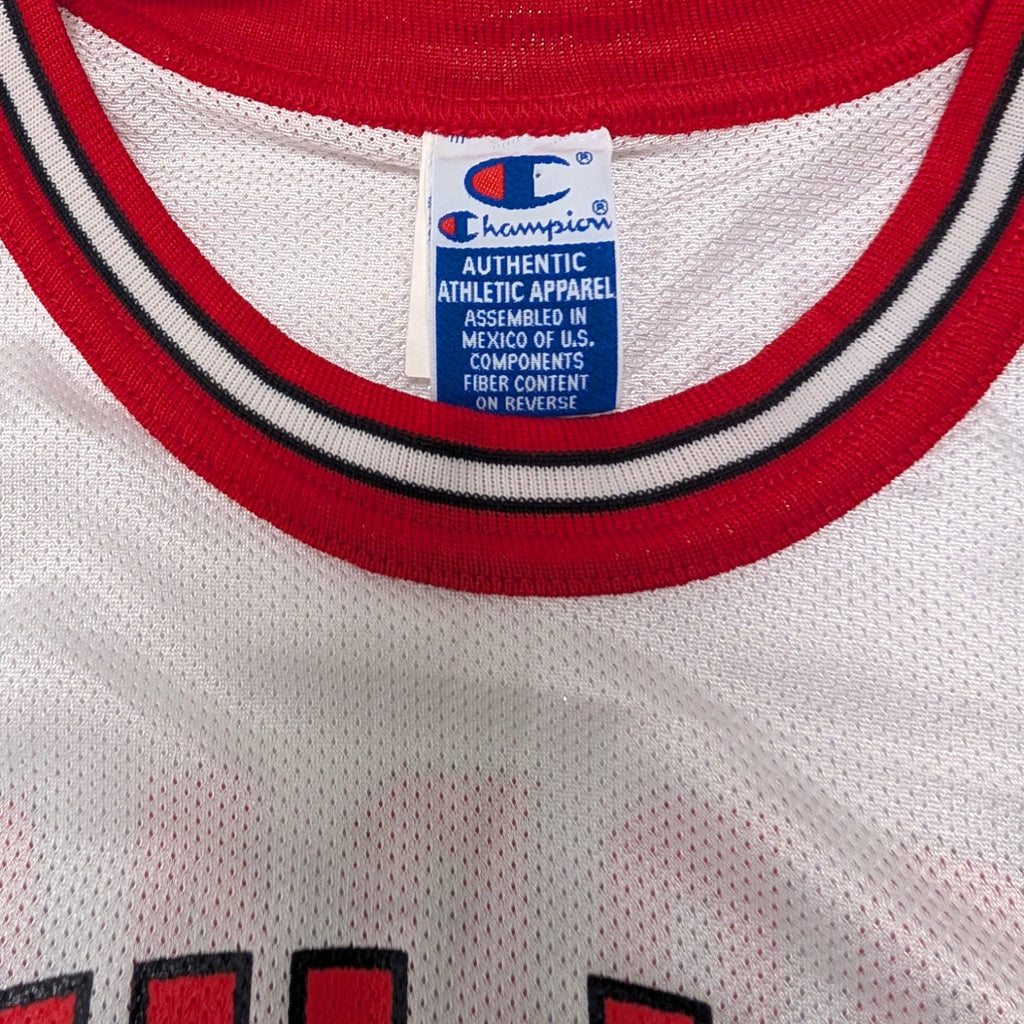 Champion®
AUTHENTIC
ATHLETIC APPAREL
ASSEMBLED IN
MEXICO OF U.S.
COMPONENTS
FIBER CONTENT
ON REVERSE